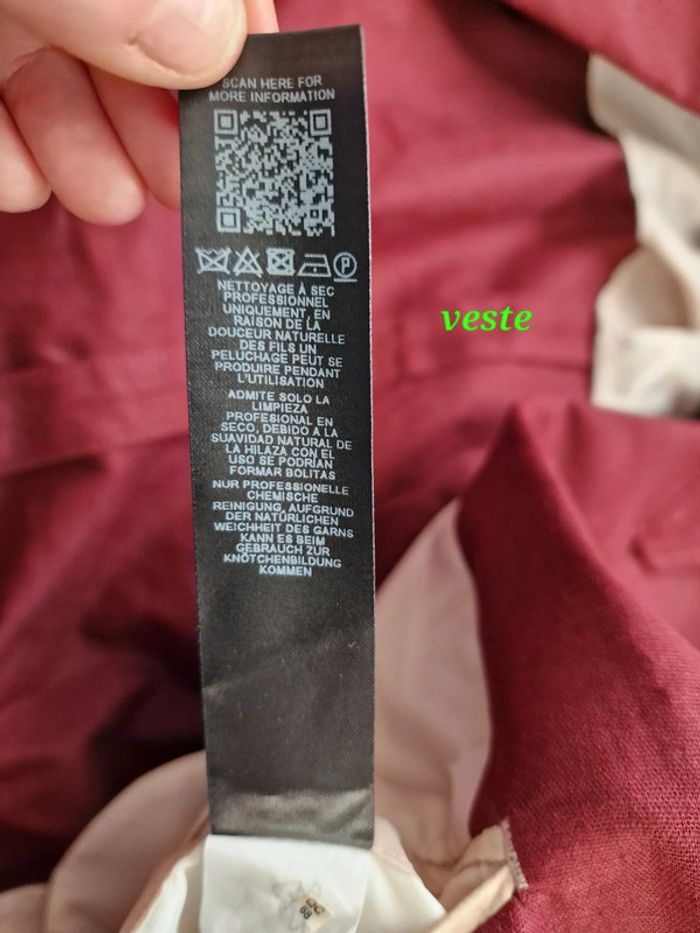 SCAN HERE FOR
MORE INFORMATION
P
NETTOYAGE À SEC
PROFESSIONNEL
UNIQUEMENT, EN
RAISON DE LA
DOUCEUR NATURELLE
DES FILS UN
PELUCHAGE PEUT SE
PRODUIRE PENDANT
L'UTILISATION
ADMITE SOLO LA
LIMPIEZA
PROFESIONAL EN
SECO, DEBIDO A LA
SUAVIDAD NATURAL DE
LA HILAZA CON EL
USO SE PODRÍAN
FORMAR BOLITAS
NUR PROFESSIONELLE
CHEMISCHE
REINIGUNG, AUFGRUND
DER NATÜRLICHEN
WEICHHEIT DES GARNS
KANN ES BEIM
GEBRAUCH ZUR
KNÖTCHENBILDUNG
KOMMEN
veste